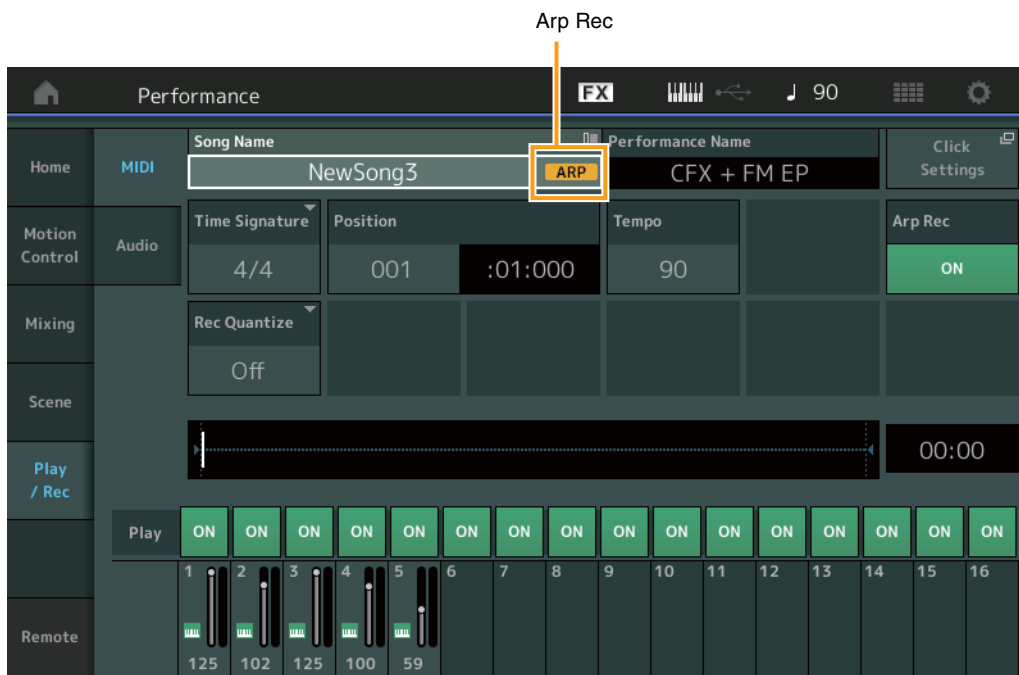 Arp Rec
Performance
FX
90
Song Name
NewSong3
ARP
Performance Name
CFX + FM EP
Click
Settings
Home
Motion
Control
Mixing
Scene
Play
/ Rec
Remote
MIDI
Audio
Time Signature
4/4
Position
001
:01:000
Tempo
90
Arp Rec
ON
Rec Quantize
Off
00:00
Play
ON ON ON ON ON ON ON ON ON ON ON ON ON ON ON ON
1 2 3 4 5 6 7 8 9 10 11 12 13 14 15 16
125 102 125 100 59